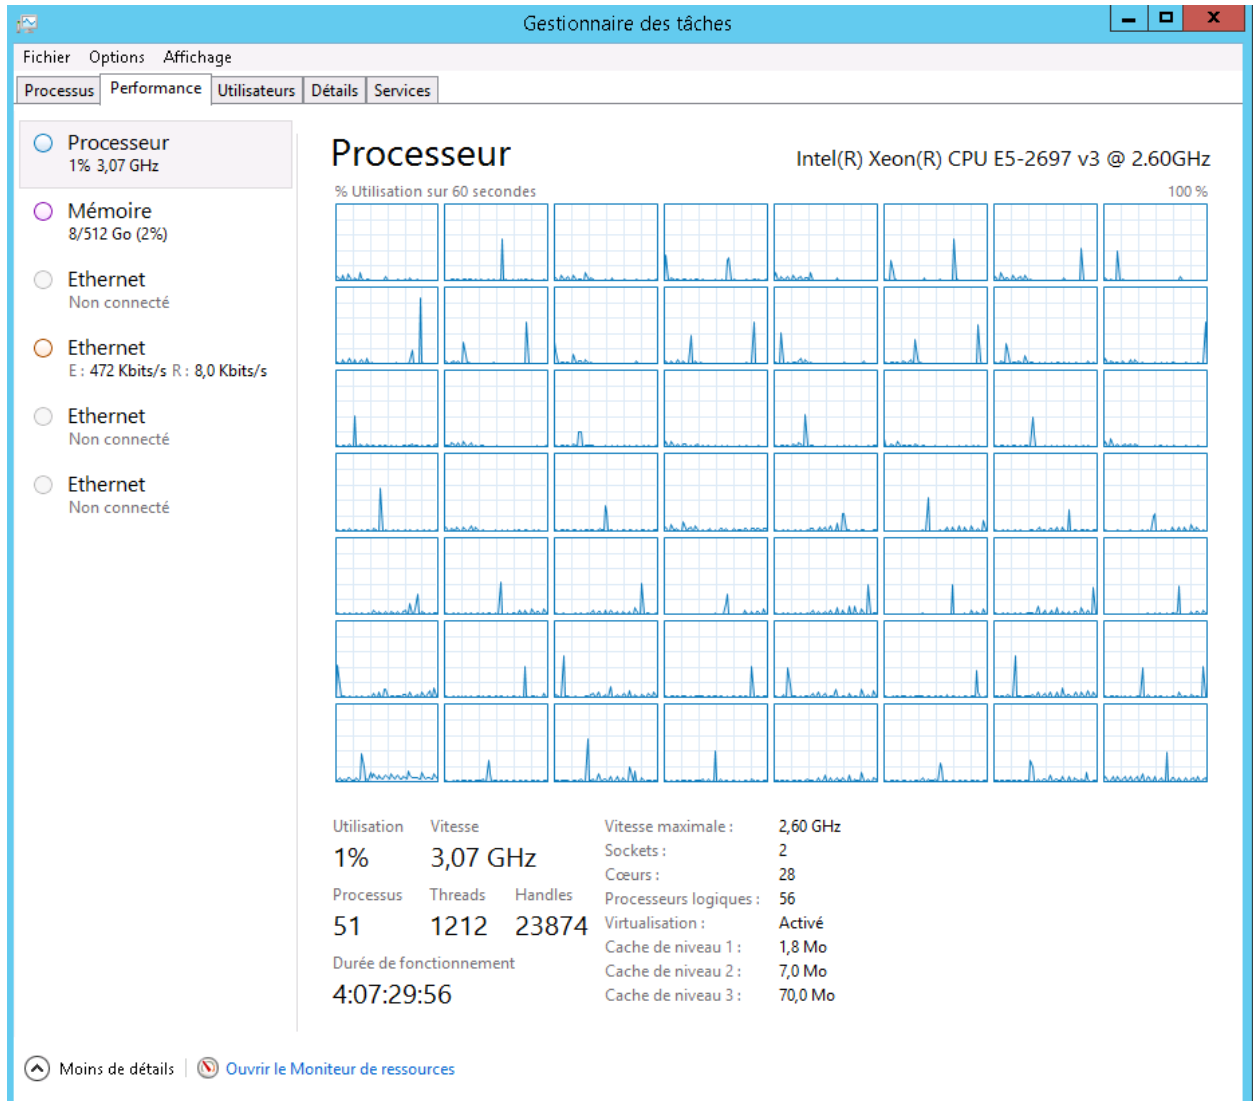 Gestionnaire des tâches
Fichier Options Affichage
Processus Performance Utilisateurs Détails Services
Processeur
1% 3,07 GHz
Mémoire
8/512 Go (2%)
Ethernet
Non connecté
Ethernet
E : 472 Kbits/s R : 8,0 Kbits/s
Ethernet
Non connecté
Ethernet
Non connecté
Processeur Intel(R) Xeon(R) CPU E5-2697 v3 @ 2.60GHz
% Utilisation sur 60 secondes 100 %
Utilisation Vitesse
1% 3,07 GHz
Processus Threads Handles
51 1212 23874
Durée de fonctionnement
4:07:29:56
Vitesse maximale : 2,60 GHz
Sockets : 2
Cœurs : 28
Processeurs logiques : 56
Virtualisation : Activé
Cache de niveau 1 : 1,8 Mo
Cache de niveau 2 : 7,0 Mo
Cache de niveau 3 : 70,0 Mo
Moins de détails Ouvrir le Moniteur de ressources